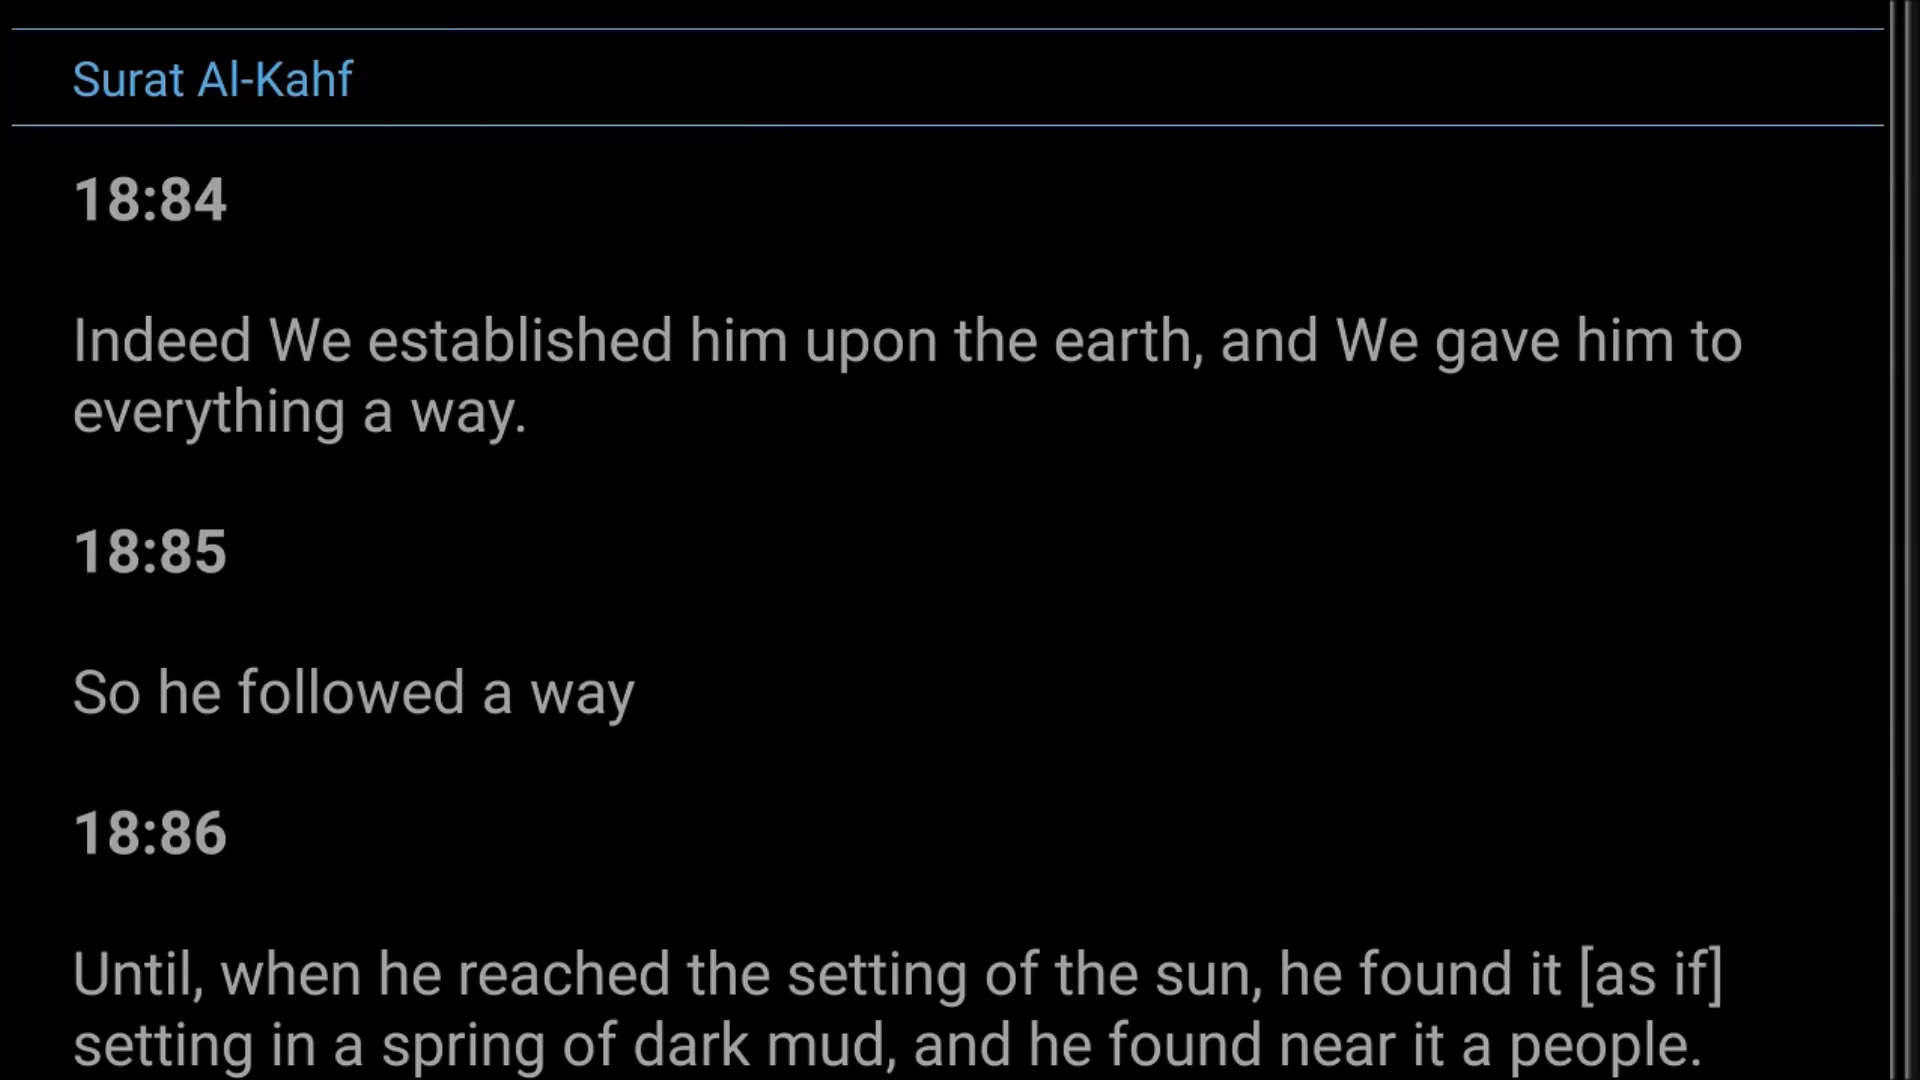 Surat Al-Kahf
18:84
Indeed We established him upon the earth, and We gave him to
everything a way.
18:85
So he followed a way
18:86
Until, when he reached the setting of the sun, he found it [as if]
setting in a spring of dark mud, and he found near it a people.